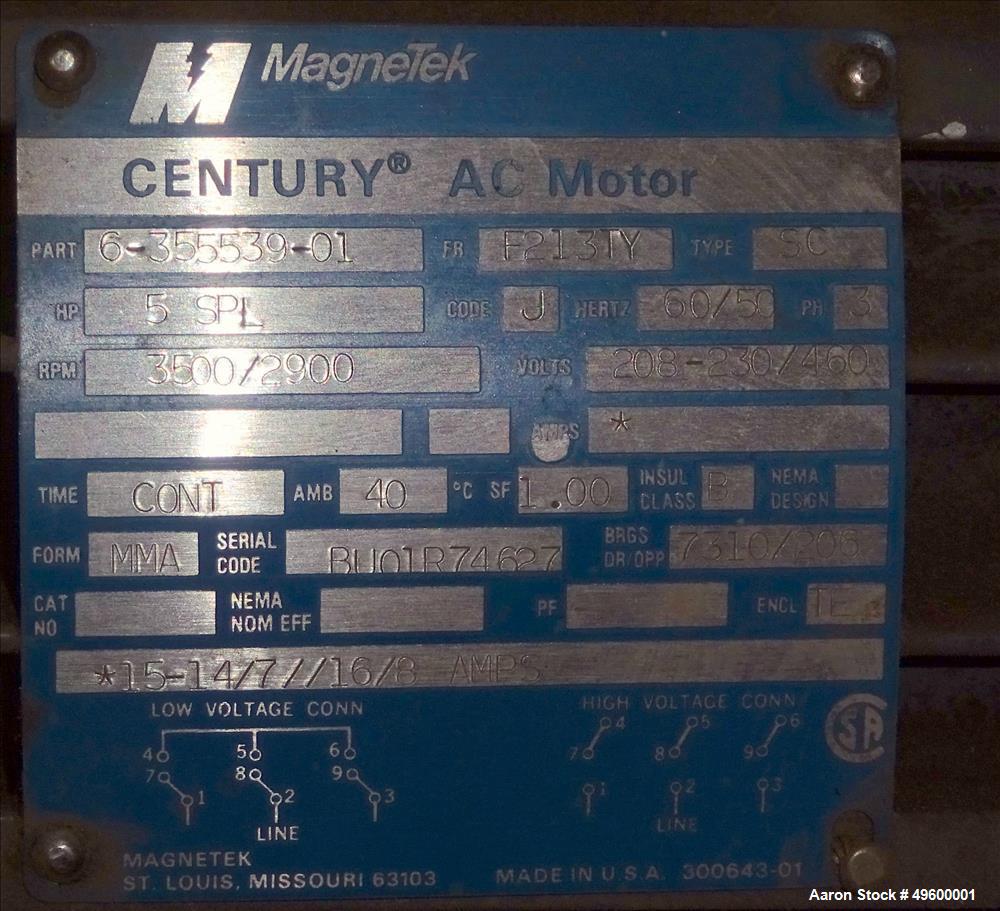 MagneTek
CENTURY® AC Motor
PART 6-355539-01 FR F213TY TYPE SC
HP 5 SPL CODE J HERTZ 60/50 PH 3
RPM 3500/2900 VOLTS 208-230/460
AMPS *
TIME CONT AMB 40 °C SF 1.00 INSUL CLASS B NEMA DESIGN
FORM MMA SERIAL CODE BU01R74627 BRGS DR/OPP 7310/206
CAT NO NEMA NOM EFF PF ENCL TE
*15-14/7//16/8 AMPS
LOW VOLTAGE CONN HIGH VOLTAGE CONN
4 5 6 4 5 6
7 8 9 7 8 9
1 2 3 1 2 3
LINE LINE
CSA
MAGNETEK
ST. LOUIS, MISSOURI 63103 MADE IN U.S.A. 300643-01
Aaron Stock # 49600001